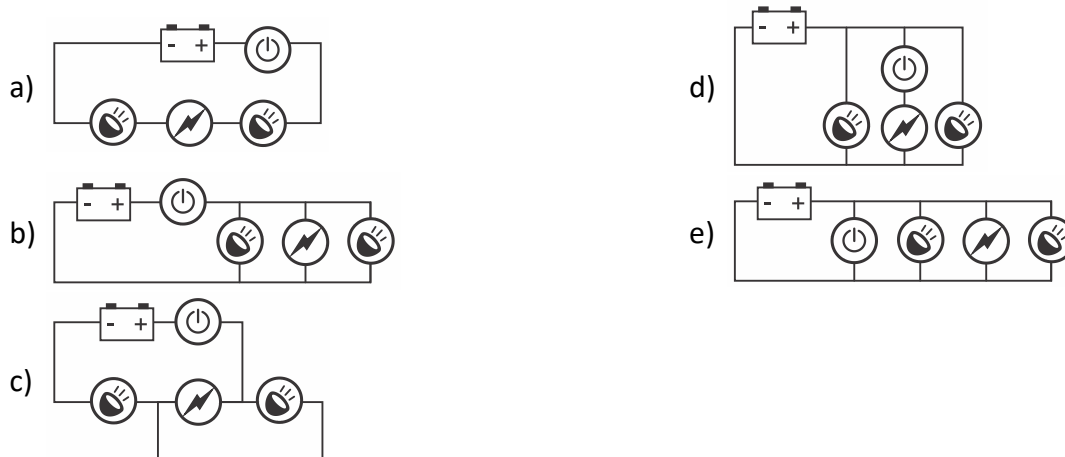 a)
- +
b)
- +
c)
- +
d)
- +
e)
- +